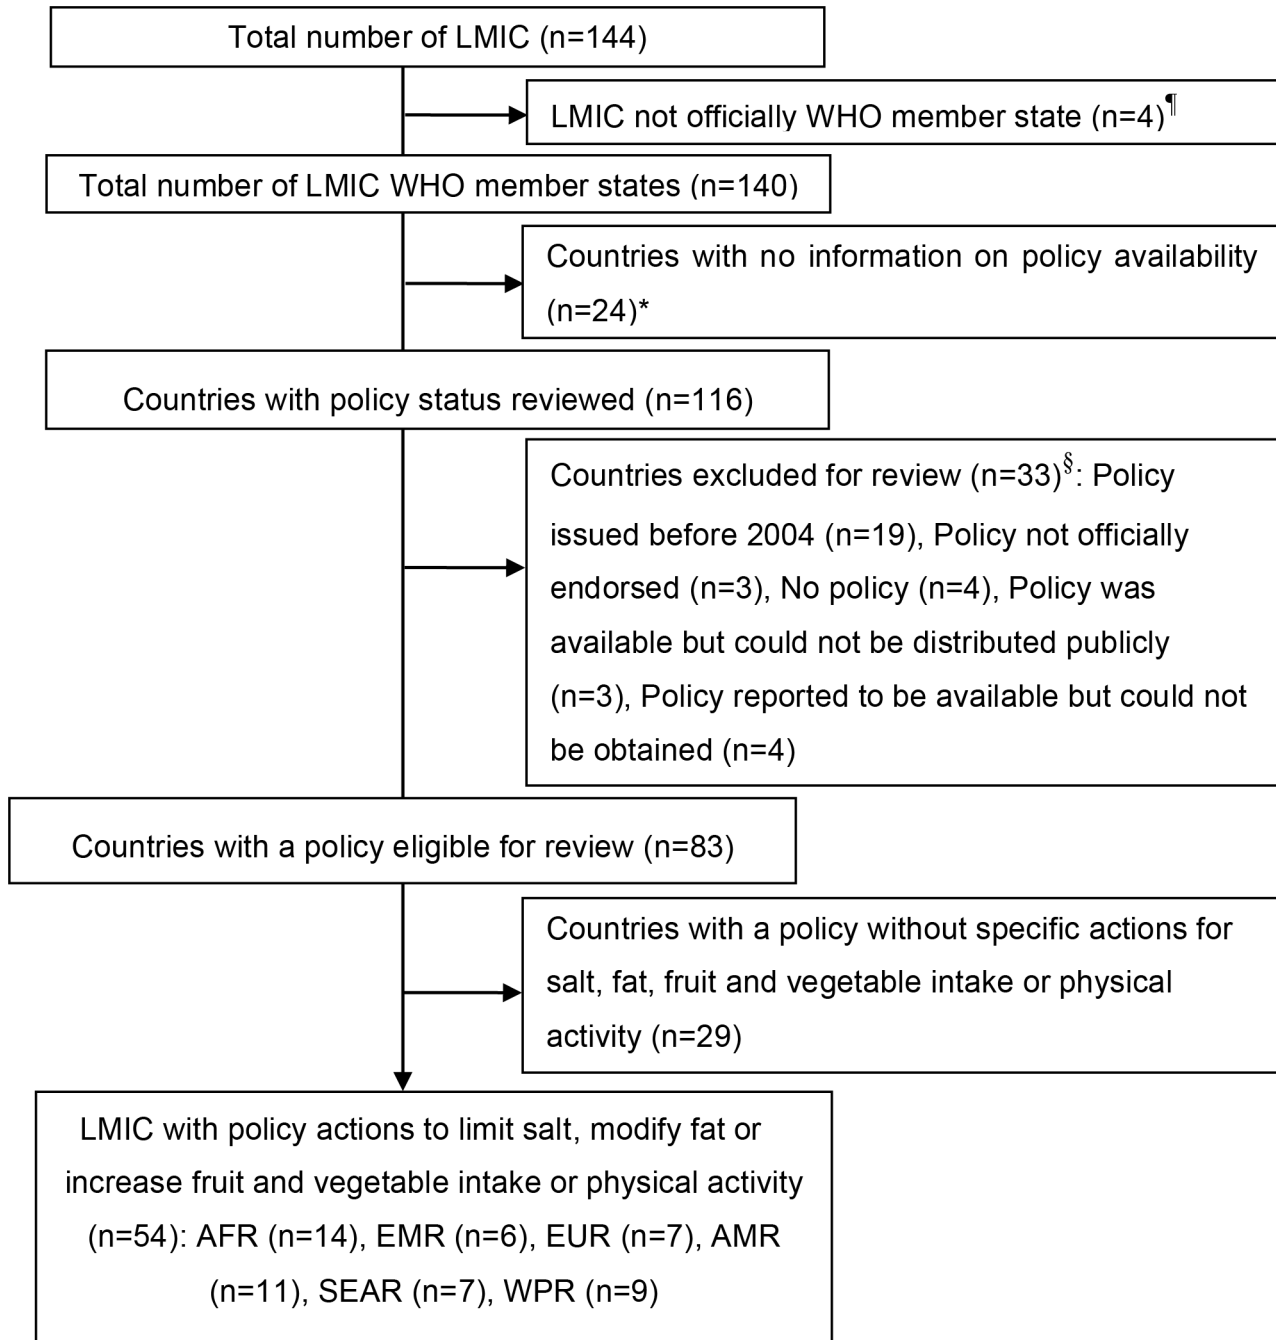 Total number of LMIC (n=144)
LMIC not officially WHO member state (n=4)¶
Total number of LMIC WHO member states (n=140)
Countries with no information on policy availability
(n=24)*
Countries with policy status reviewed (n=116)
Countries excluded for review (n=33)§: Policy
issued before 2004 (n=19), Policy not officially
endorsed (n=3), No policy (n=4), Policy was
available but could not be distributed publicly
(n=3), Policy reported to be available but could not
be obtained (n=4)
Countries with a policy eligible for review (n=83)
Countries with a policy without specific actions for
salt, fat, fruit and vegetable intake or physical
activity (n=29)
LMIC with policy actions to limit salt, modify fat or
increase fruit and vegetable intake or physical activity
(n=54): AFR (n=14), EMR (n=6), EUR (n=7), AMR
(n=11), SEAR (n=7), WPR (n=9)